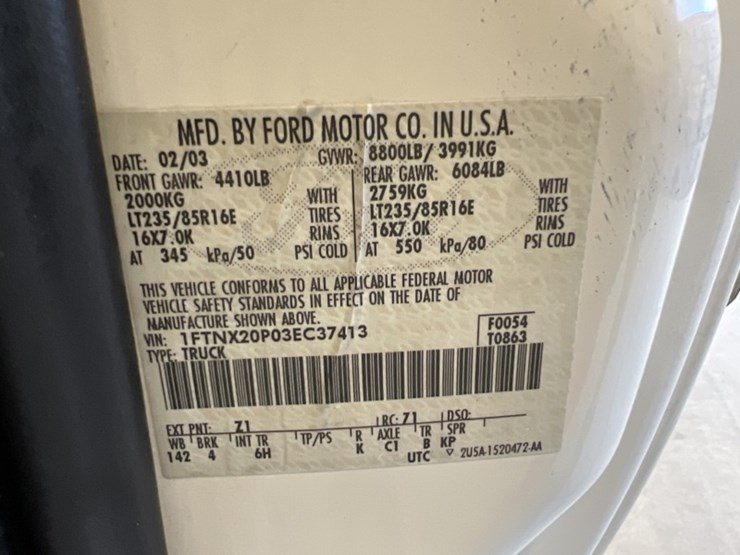 MFD. BY FORD MOTOR CO. IN U.S.A.
DATE: 02/03 GVWR: 8800LB/ 3991KG
FRONT GAWR: 4410LB REAR GAWR: 6084LB
2000KG WITH 2759KG WITH
LT235/85R16E TIRES LT235/85R16E TIRES
16X7.0K RIMS 16X7.0K RIMS
AT 345 kPa/50 PSI COLD AT 550 kPa/80 PSI COLD
THIS VEHICLE CONFORMS TO ALL APPLICABLE FEDERAL MOTOR
VEHICLE SAFETY STANDARDS IN EFFECT ON THE DATE OF
MANUFACTURE SHOWN ABOVE.
VIN: 1FTNX20P03EC37413 F0054
TYPE: TRUCK T0863
EXT PNT: Z1 RC: 71 DSO:
WB BRK INT TR TP/PS R AXLE TR SPR
142 4 6H K C1 B KP
UTC 2U5A-1520472-AA